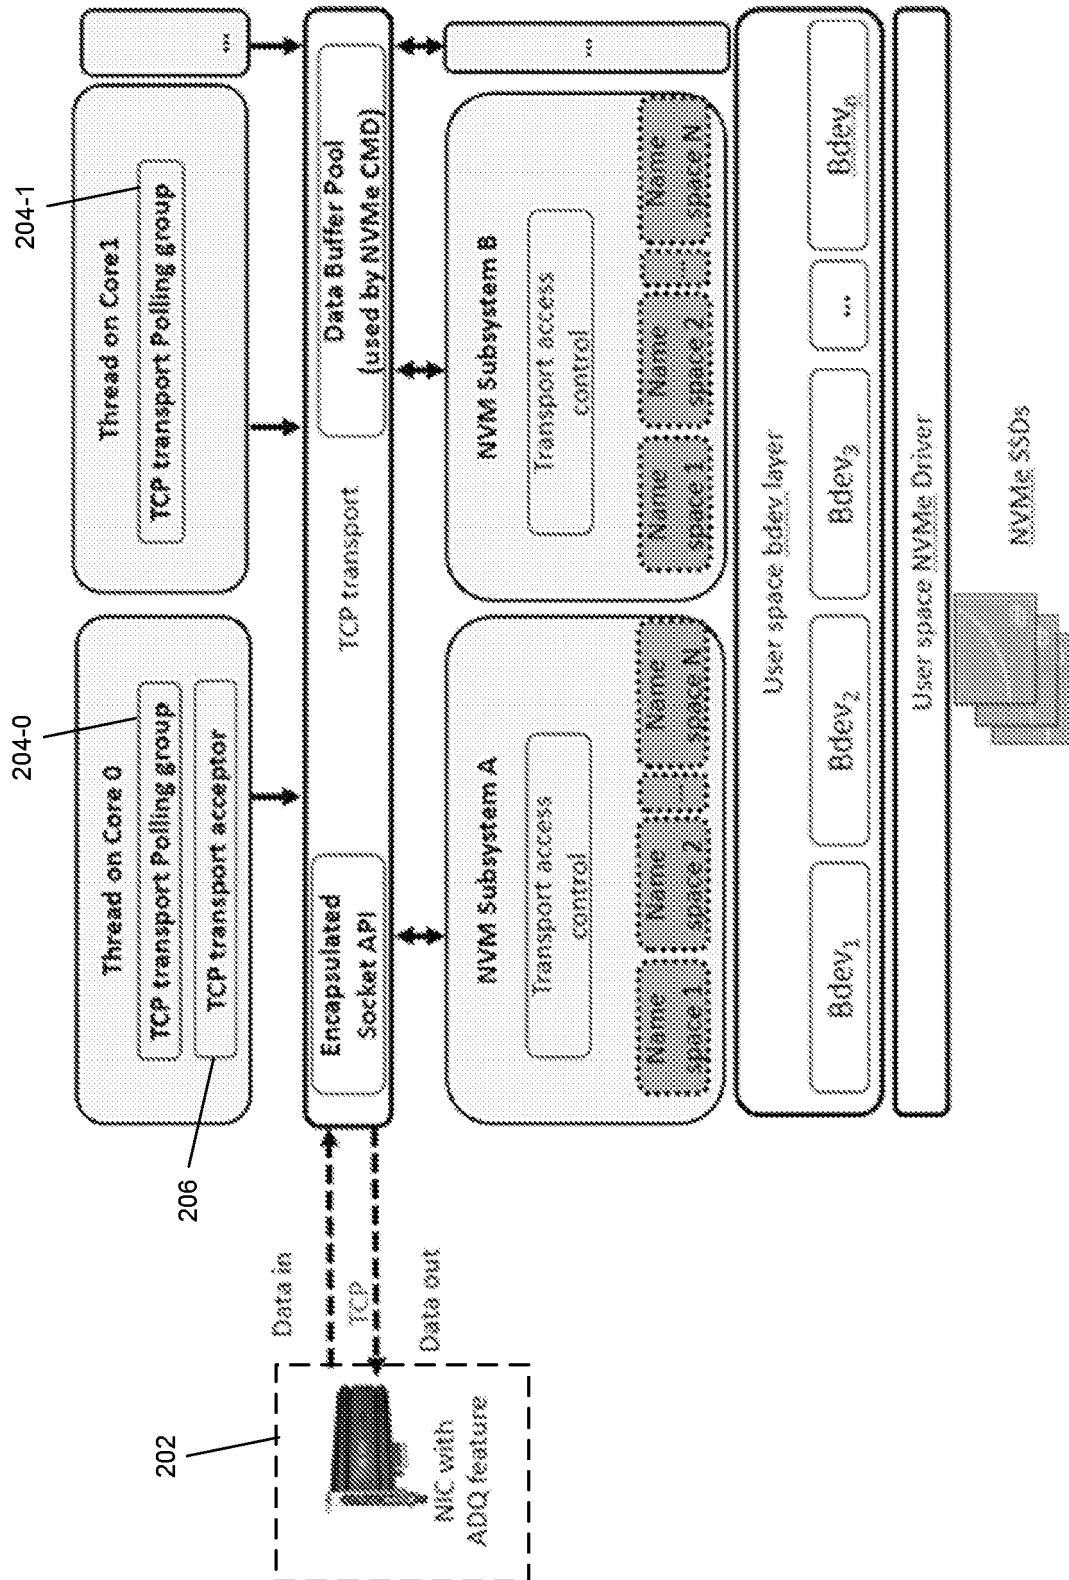 204-0
204-1
Thread on Core 0
TCP transport Polling group
TCP transport acceptor
206
Thread on Core1
TCP transport Polling group
...
202
NIC with
ADQ feature
Data in
TCP
Data out
Encapsulated
Socket API
TCP transport
Data Buffer Pool
(used by NVMe CMD)
NVM Subsystem A
Transport access
control
Name
space1
Name
space 2
...
Name
space N
NVM Subsystem B
Transport access
control
Name
space 1
Name
space 2
...
Name
space N
...
User space bdev layer
Bdev₁
Bdev₂
Bdev₃
...
Bdevₙ
User space NVMe Driver
NVMe SSDs